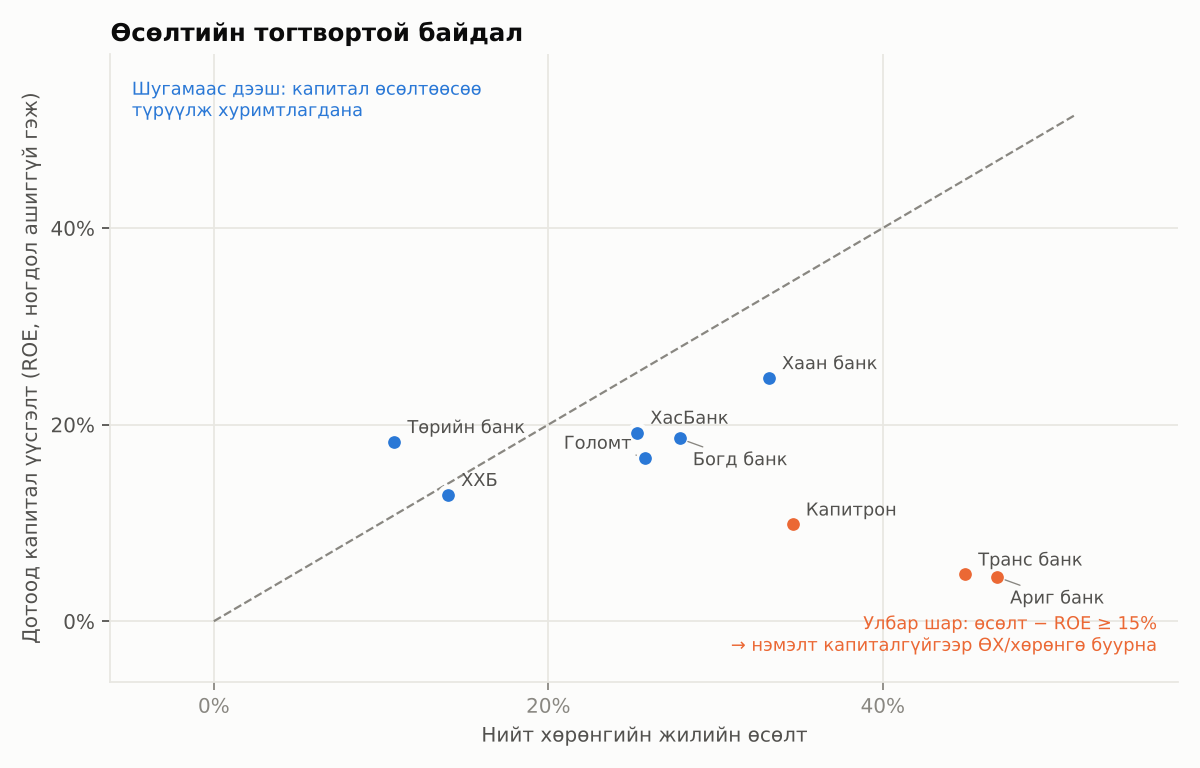 Өсөлтийн тогтвортой байдал
Шугамаас дээш: капитал өсөлтөөсөө
түрүүлж хуримтлагдана
Дотоод капитал үүсгэлт (ROE, ногдол ашиггүй гэж)
40%
20%
0%
Хаан банк
ХасБанк
Төрийн банк
Голомт
Богд банк
ХХБ
Капитрон
Транс банк
Ариг банк
Улбар шар: өсөлт − ROE ≥ 15%
→ нэмэлт капиталгүйгээр ӨХ/хөрөнгө буурна
0%
20%
40%
Нийт хөрөнгийн жилийн өсөлт